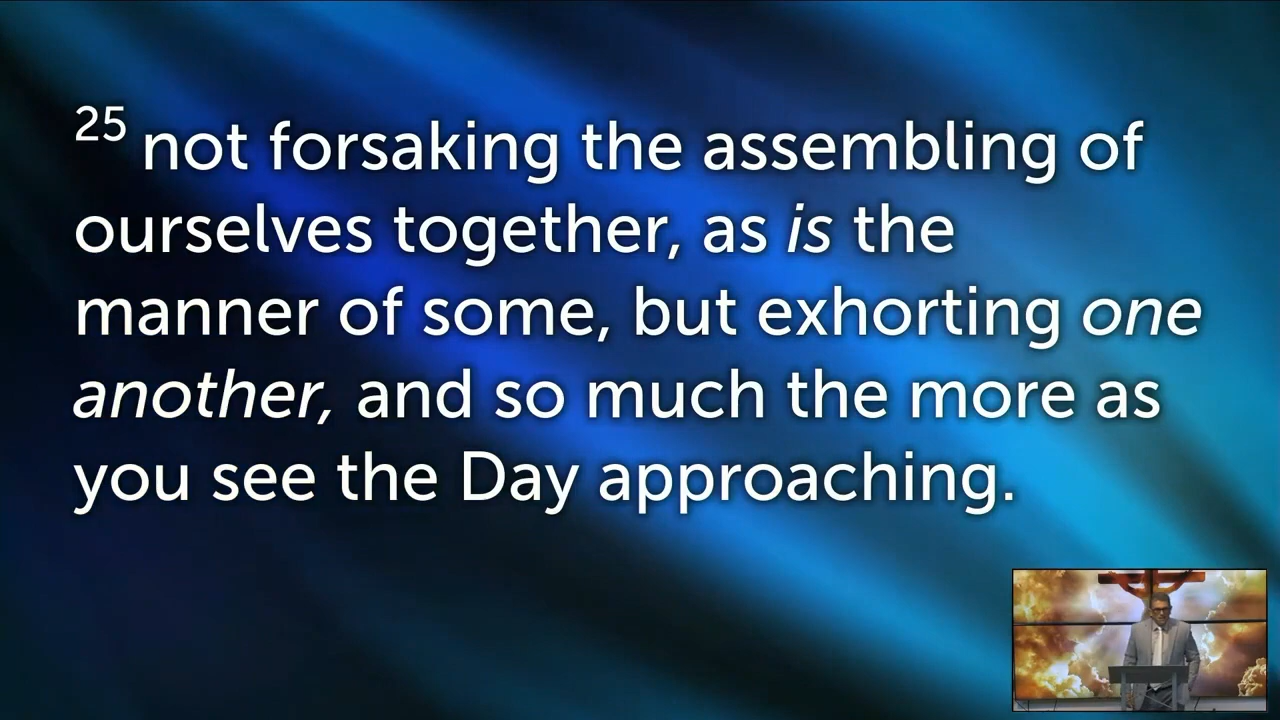 25 not forsaking the assembling of
ourselves together, as is the
manner of some, but exhorting one
another, and so much the more as
you see the Day approaching.